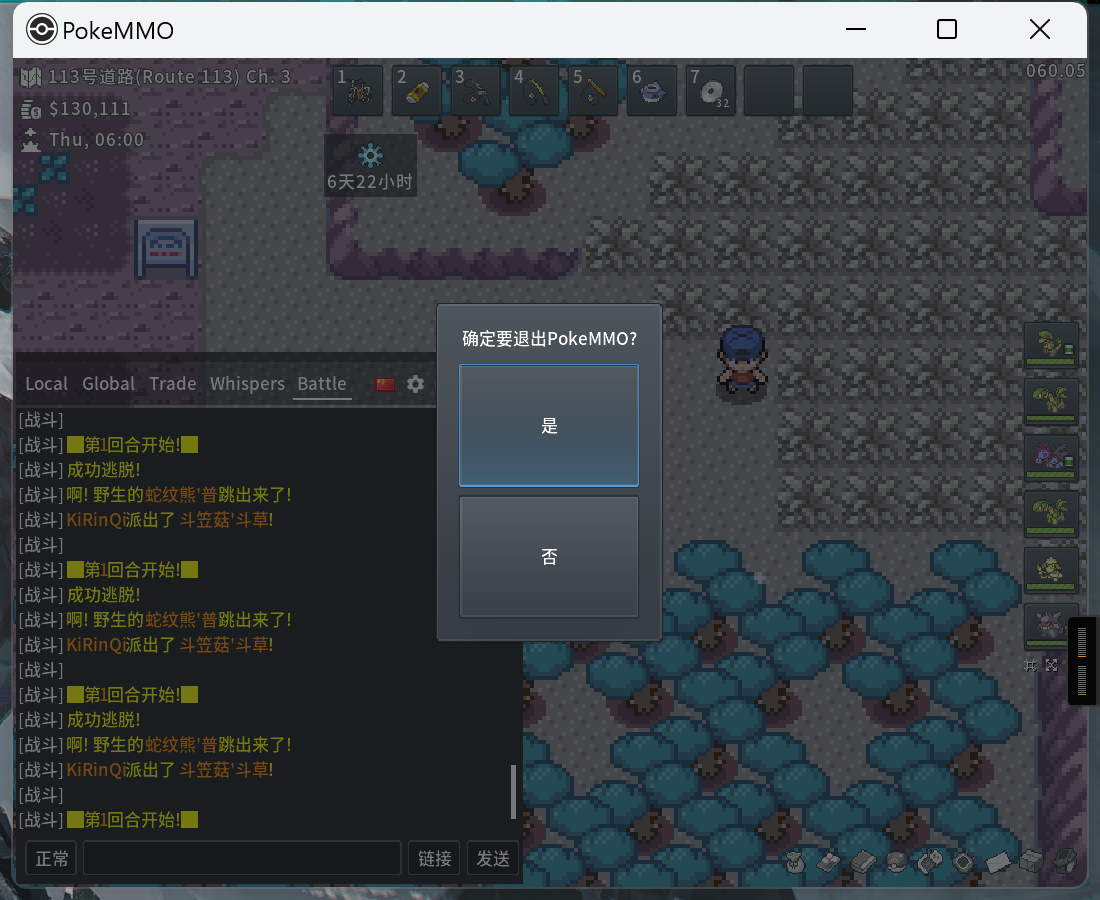 PokeMMO
113号道路(Route 113) Ch. 3
$130,111
Thu, 06:00
1 2 3 4 5 6 7
32
060.05
6天22小时
确定要退出PokeMMO?
是
否
Local Global Trade Whispers Battle
[战斗]
[战斗] 第1回合开始!
[战斗] 成功逃脱!
[战斗] 啊! 野生的蛇纹熊'普跳出来了!
[战斗] KiRinQi派出了 斗笠菇'斗草!
[战斗]
[战斗] 第1回合开始!
[战斗] 成功逃脱!
[战斗] 啊! 野生的蛇纹熊'普跳出来了!
[战斗] KiRinQi派出了 斗笠菇'斗草!
[战斗]
[战斗] 第1回合开始!
[战斗] 成功逃脱!
[战斗] 啊! 野生的蛇纹熊'普跳出来了!
[战斗] KiRinQi派出了 斗笠菇'斗草!
[战斗]
[战斗] 第1回合开始!
正常 链接 发送